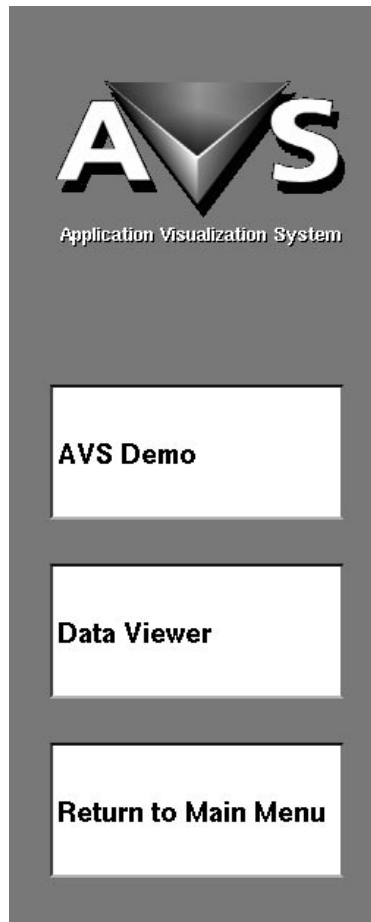 AVS
Application Visualization System
AVS Demo
Data Viewer
Return to Main Menu